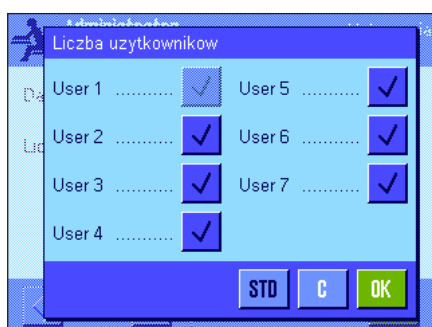 Administrator
Liczba uzytkownikow
User 1 ..........
User 5 ..........
User 2 ..........
User 6 ..........
User 3 ..........
User 7 ..........
User 4 ..........
STD C OK